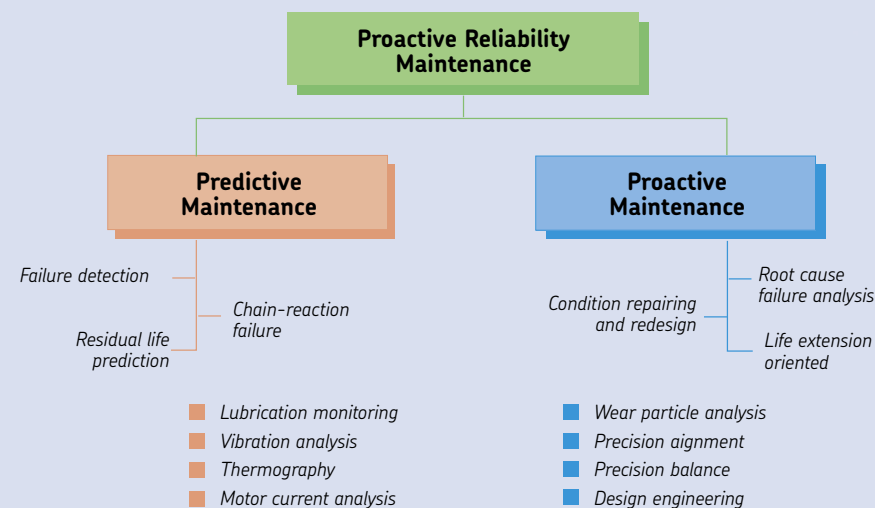 Proactive Reliability
Maintenance
Predictive
Maintenance
Proactive
Maintenance
Failure detection
Chain-reaction
failure
Residual life
prediction
Root cause
failure analysis
Condition repairing
and redesign
Life extension
oriented
Lubrication monitoring
Vibration analysis
Thermography
Motor current analysis
Wear particle analysis
Precision aignment
Precision balance
Design engineering